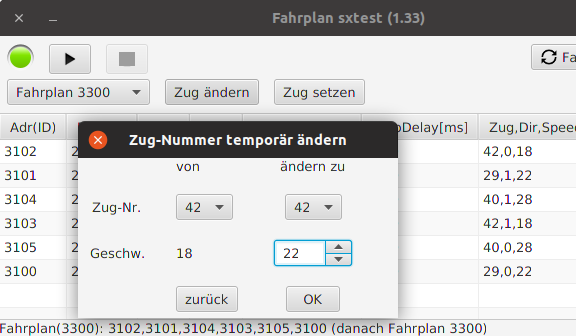 Fahrplan sxtest (1.33)
Fa
Fahrplan 3300 Zug ändern Zug setzen
Adr(ID) Delay[ms] Zug,Dir,Speed
Zug-Nummer temporär ändern
von ändern zu
Zug-Nr. 42 42
Geschw. 18 22
zurück OK
3102 2 42,0,18
3101 2 29,1,22
3104 2 40,1,28
3103 2 42,1,18
3105 2 40,0,28
3100 2 29,0,22
Fahrplan(3300): 3102,3101,3104,3103,3105,3100 (danach Fahrplan 3300)